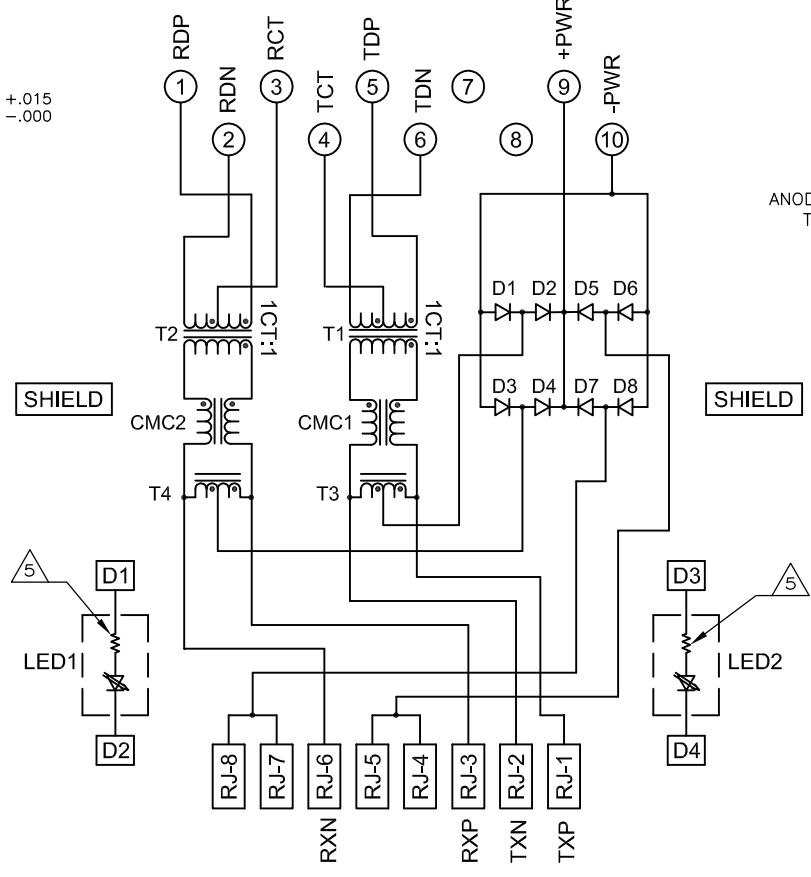 +.015
-.000
RDP
RDN
RCT
TCT
TDP
TDN
+PWR
-PWR
1
2
3
4
5
6
7
8
9
10
ANOD
T
D1
D2
D5
D6
T2
1CT:1
T1
1CT:1
D3
D4
D7
D8
SHIELD
SHIELD
CMC2
CMC1
T4
T3
5
D1
LED1
D2
D3
5
LED2
D4
RJ-8
RJ-7
RJ-6
RJ-5
RJ-4
RJ-3
RJ-2
RJ-1
RXN
RXP
TXN
TXP